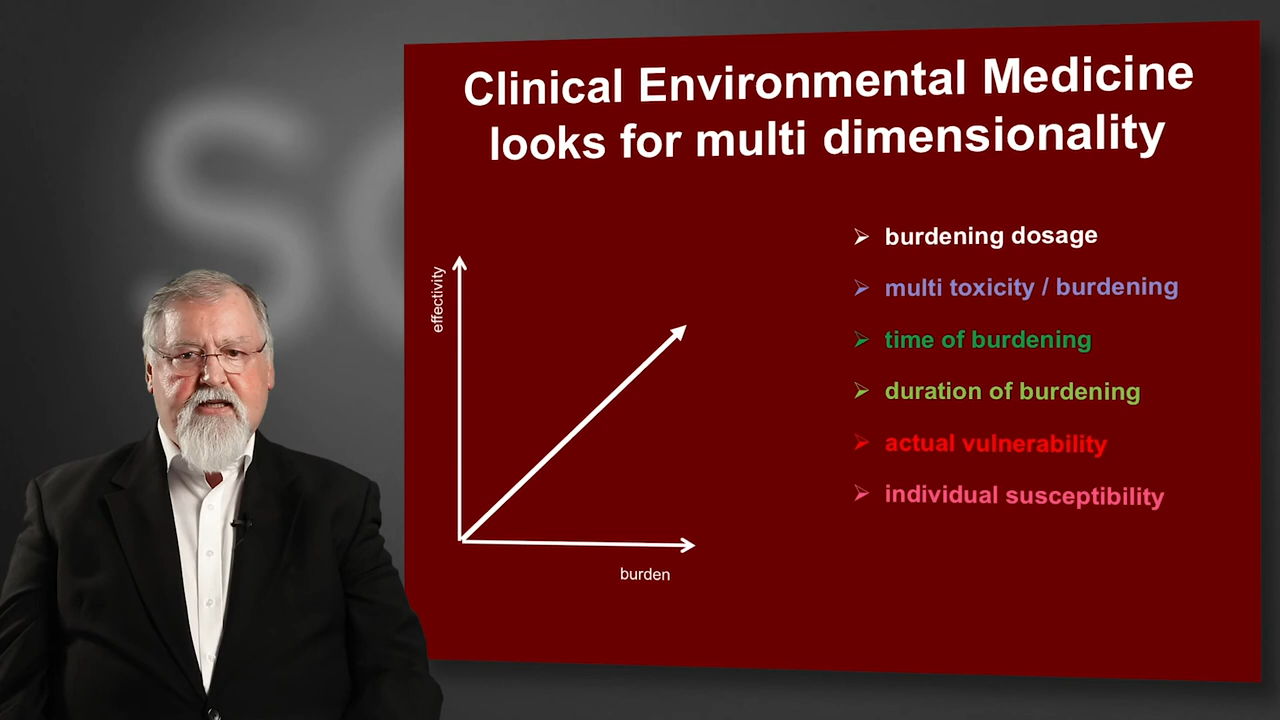 Clinical Environmental Medicine
looks for multi dimensionality
effectivity
burden
burdening dosage
multi toxicity / burdening
time of burdening
duration of burdening
actual vulnerability
individual susceptibility